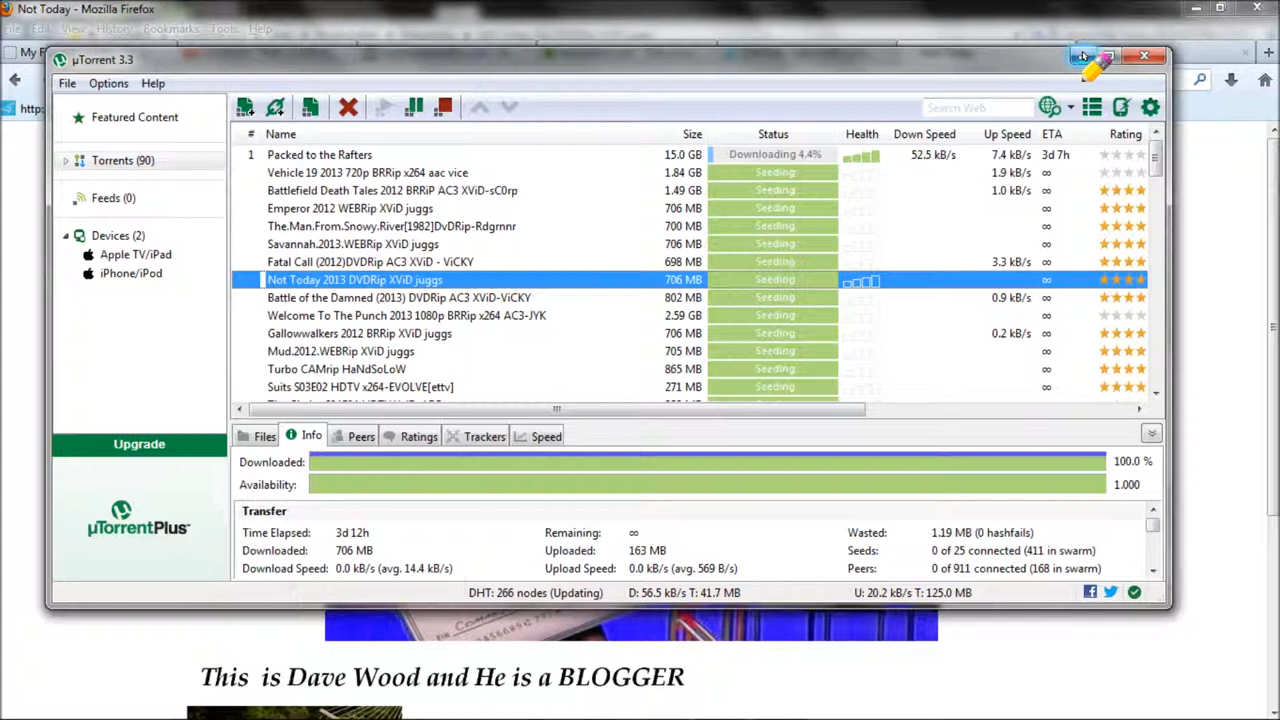 Not Today - Mozilla Firefox
File Edit View History Bookmarks Tools Help
My F
http:
µTorrent 3.3
File Options Help
Search Web
Featured Content
Torrents (90)
Feeds (0)
Devices (2)
Apple TV/iPad
iPhone/iPod
Upgrade
µTorrentPlus™
# Name Size Status Health Down Speed Up Speed ETA Rating
1 Packed to the Rafters 15.0 GB Downloading 4.4% 52.5 kB/s 7.4 kB/s 3d 7h
Vehicle 19 2013 720p BRRip x264 aac vice 1.84 GB Seeding 1.9 kB/s ∞
Battlefield Death Tales 2012 BRRiP AC3 XViD-sC0rp 1.49 GB Seeding 1.0 kB/s ∞
Emperor 2012 WEBRip XViD juggs 706 MB Seeding ∞
The.Man.From.Snowy.River[1982]DvDRip-Rdgrnnr 700 MB Seeding ∞
Savannah.2013.WEBRip XViD juggs 706 MB Seeding ∞
Fatal Call (2012)DVDRip AC3 XViD - ViCKY 698 MB Seeding 3.3 kB/s ∞
Not Today 2013 DVDRip XViD juggs 706 MB Seeding ∞
Battle of the Damned (2013) DVDRip AC3 XViD-ViCKY 802 MB Seeding 0.9 kB/s ∞
Welcome To The Punch 2013 1080p BRRip x264 AC3-JYK 2.59 GB Seeding ∞
Gallowwalkers 2012 BRRip XViD juggs 706 MB Seeding 0.2 kB/s ∞
Mud.2012.WEBRip XViD juggs 705 MB Seeding ∞
Turbo CAMrip HaNdSoLoW 865 MB Seeding ∞
Suits S03E02 HDTV x264-EVOLVE[ettv] 271 MB Seeding ∞
Files Info Peers Ratings Trackers Speed
Downloaded: 100.0 %
Availability: 1.000
Transfer
Time Elapsed: 3d 12h Remaining: ∞ Wasted: 1.19 MB (0 hashfails)
Downloaded: 706 MB Uploaded: 163 MB Seeds: 0 of 25 connected (411 in swarm)
Download Speed: 0.0 kB/s (avg. 14.4 kB/s) Upload Speed: 0.0 kB/s (avg. 569 B/s) Peers: 0 of 911 connected (168 in swarm)
DHT: 266 nodes (Updating) D: 56.5 kB/s T: 41.7 MB U: 20.2 kB/s T: 125.0 MB
This is Dave Wood and He is a BLOGGER